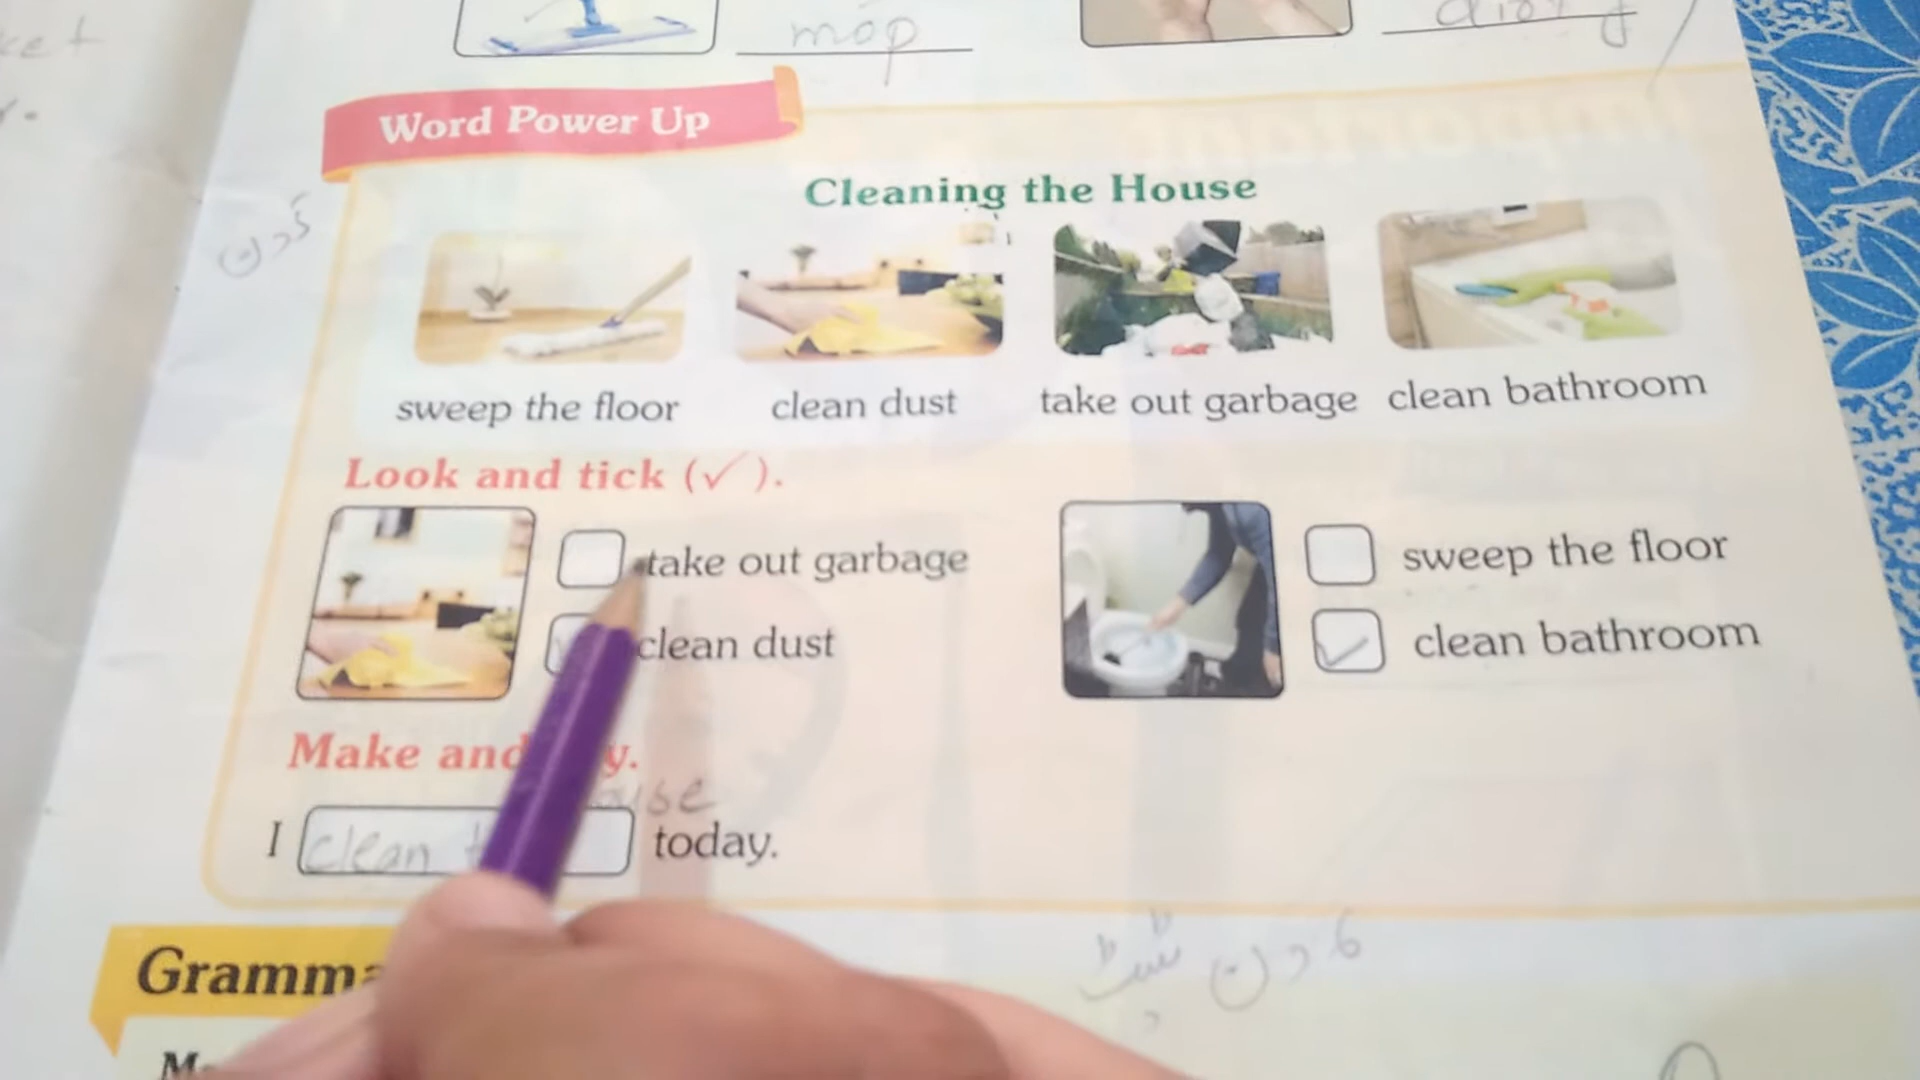 mop
Word Power Up
Cleaning the House
sweep the floor
clean dust
take out garbage
clean bathroom
Look and tick (✓).
take out garbage
clean dust
sweep the floor
clean bathroom
Make and
I clean today.